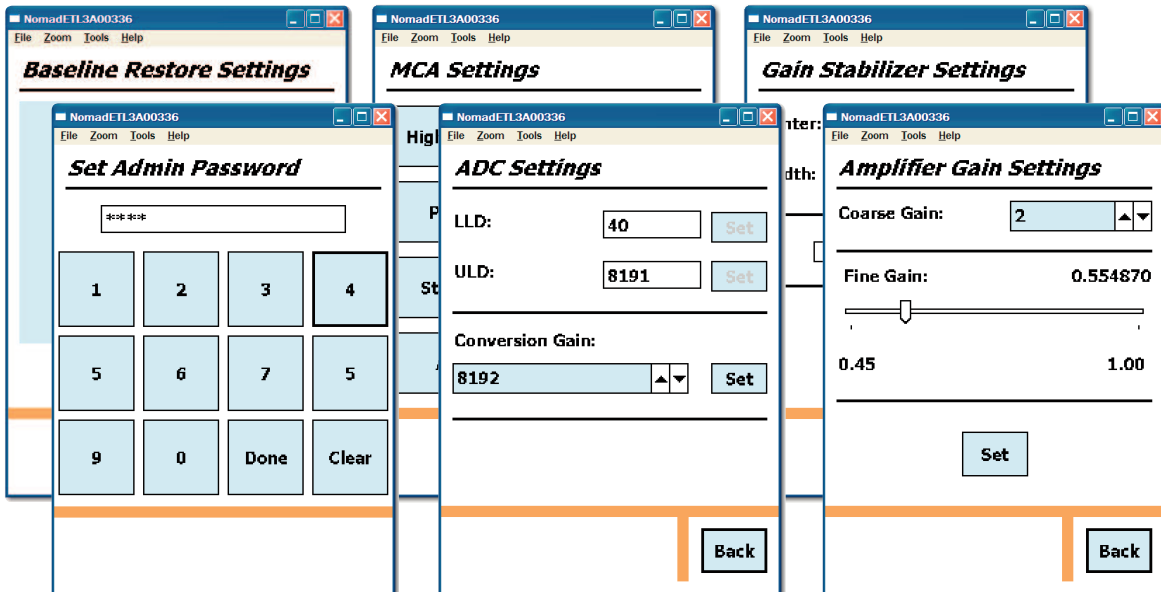 NomadETL3A00336
File Zoom Tools Help
Baseline Restore Settings
NomadETL3A00336
File Zoom Tools Help
MCA Settings
High
P
St
NomadETL3A00336
File Zoom Tools Help
Gain Stabilizer Settings
nter:
dth:
NomadETL3A00336
File Zoom Tools Help
Set Admin Password
****
1 2 3 4
5 6 7 5
9 0 Done Clear
NomadETL3A00336
File Zoom Tools Help
ADC Settings
LLD: 40 Set
ULD: 8191 Set
Conversion Gain:
8192 Set
Back
NomadETL3A00336
File Zoom Tools Help
Amplifier Gain Settings
Coarse Gain: 2
Fine Gain: 0.554870
0.45 1.00
Set
Back